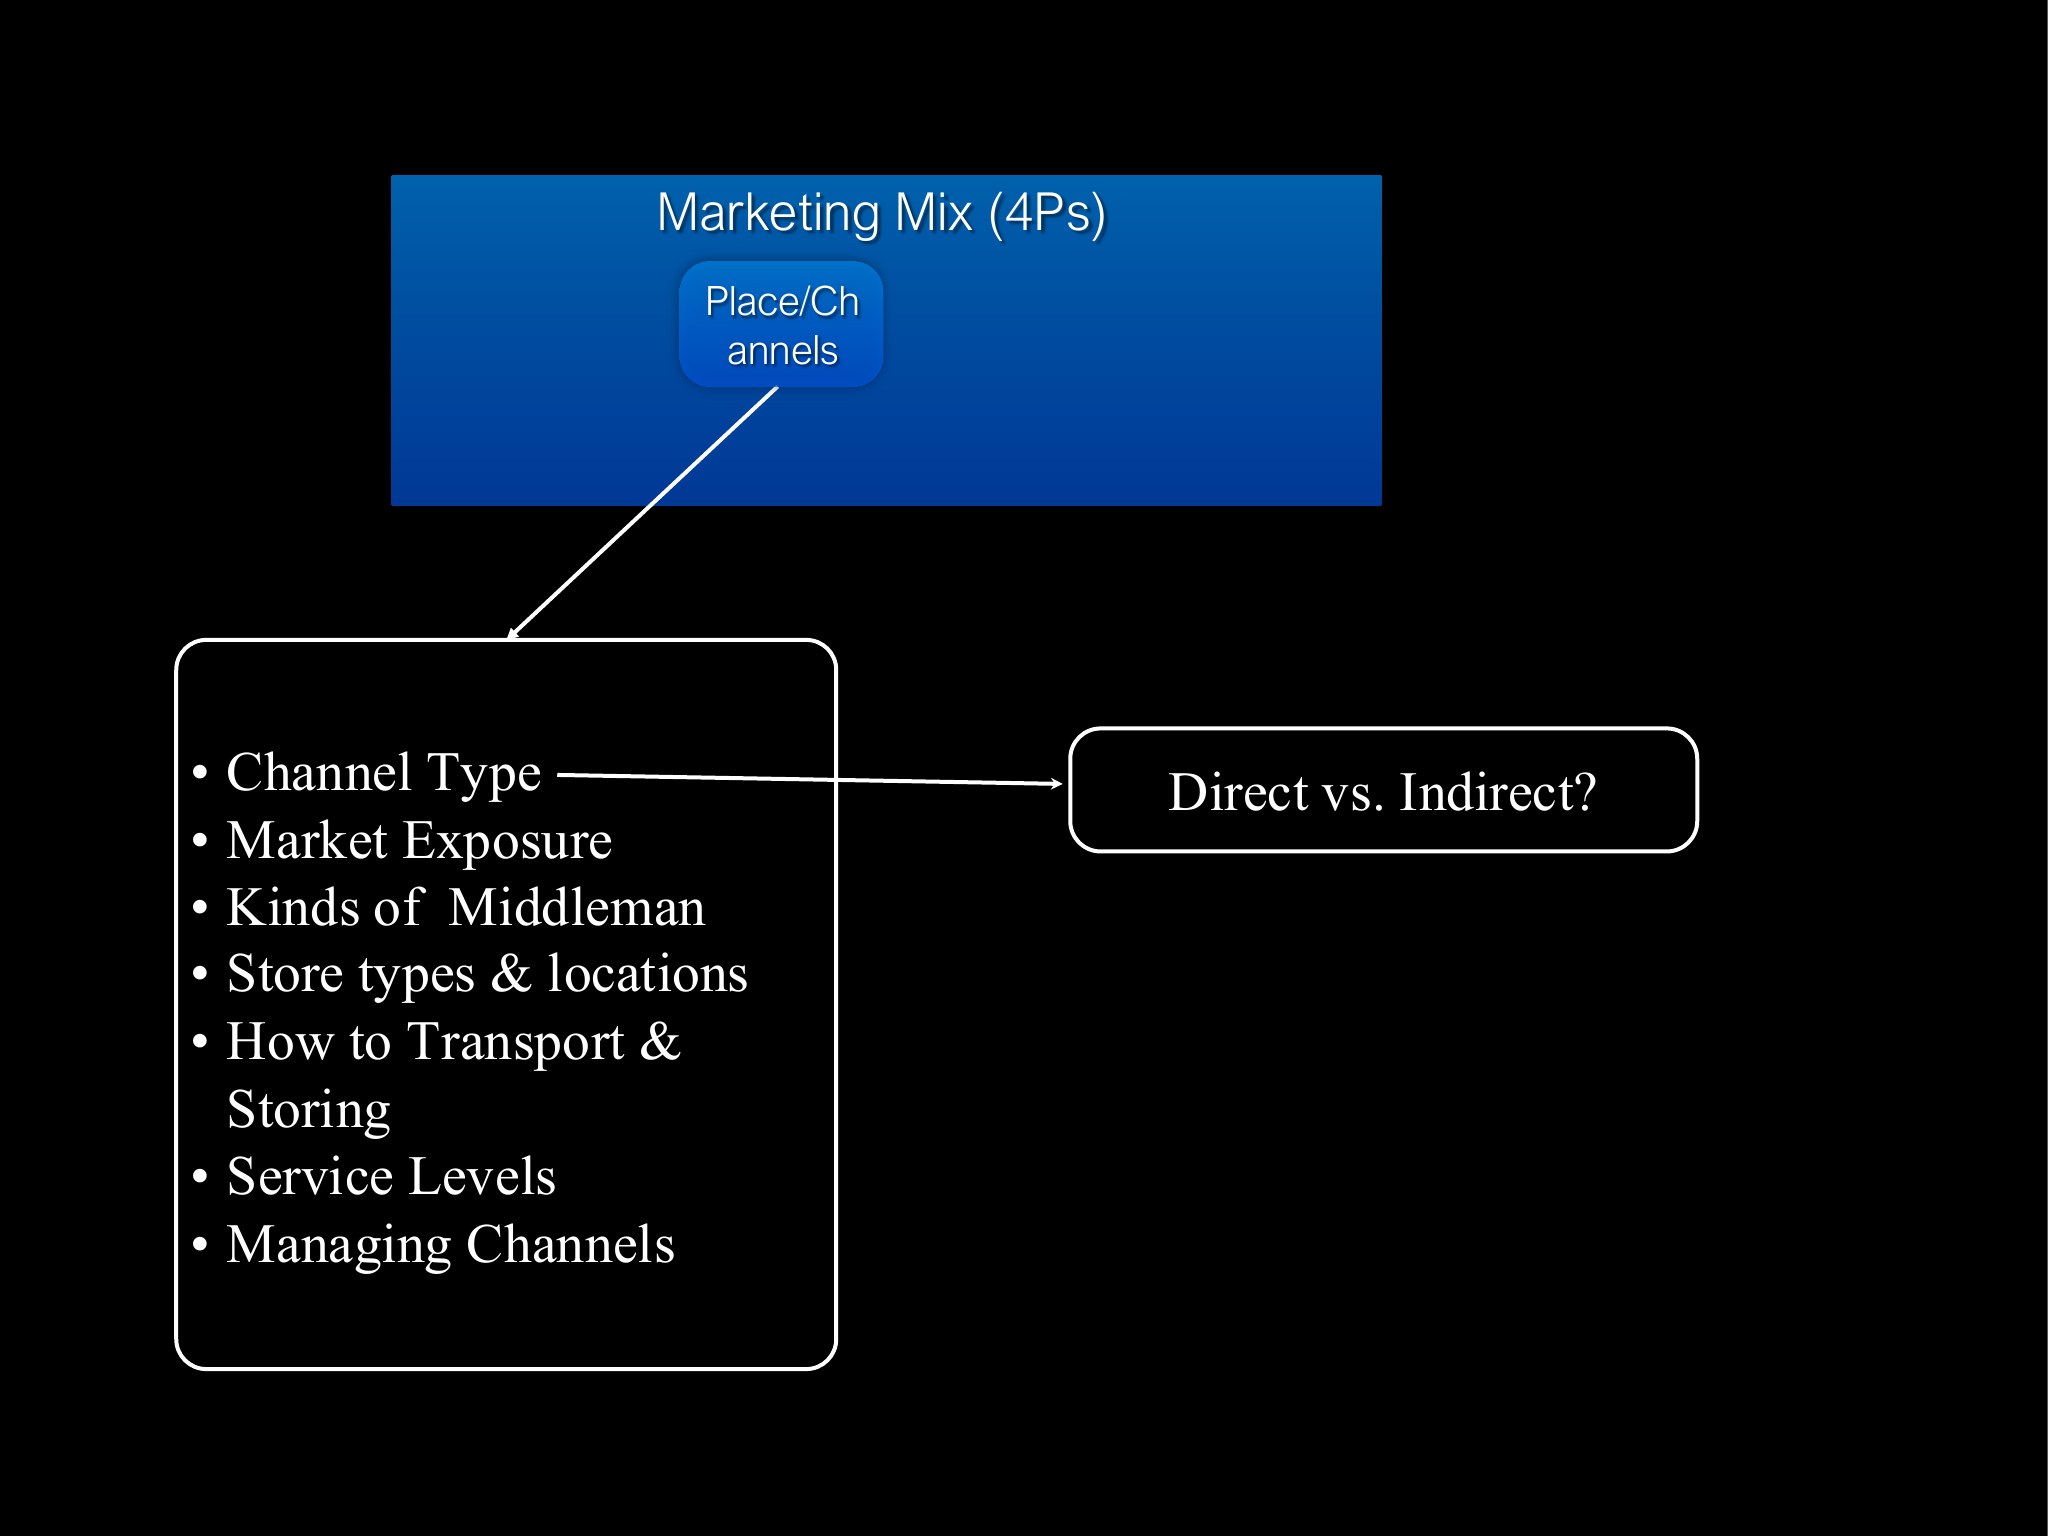 Marketing Mix (4Ps)
Place/Ch
annels
• Channel Type
• Market Exposure
• Kinds of  Middleman
• Store types & locations
• How to Transport &
Storing
• Service Levels
• Managing Channels
Direct vs. Indirect?